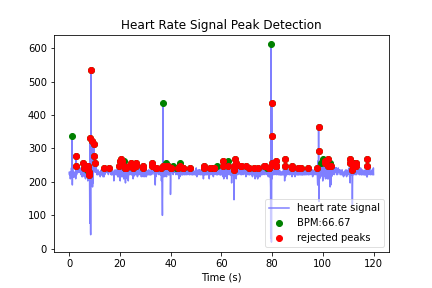 Heart Rate Signal Peak Detection
600
500
400
300
200
100
0
heart rate signal
BPM:66.67
rejected peaks
0 20 40 60 80 100 120
Time (s)